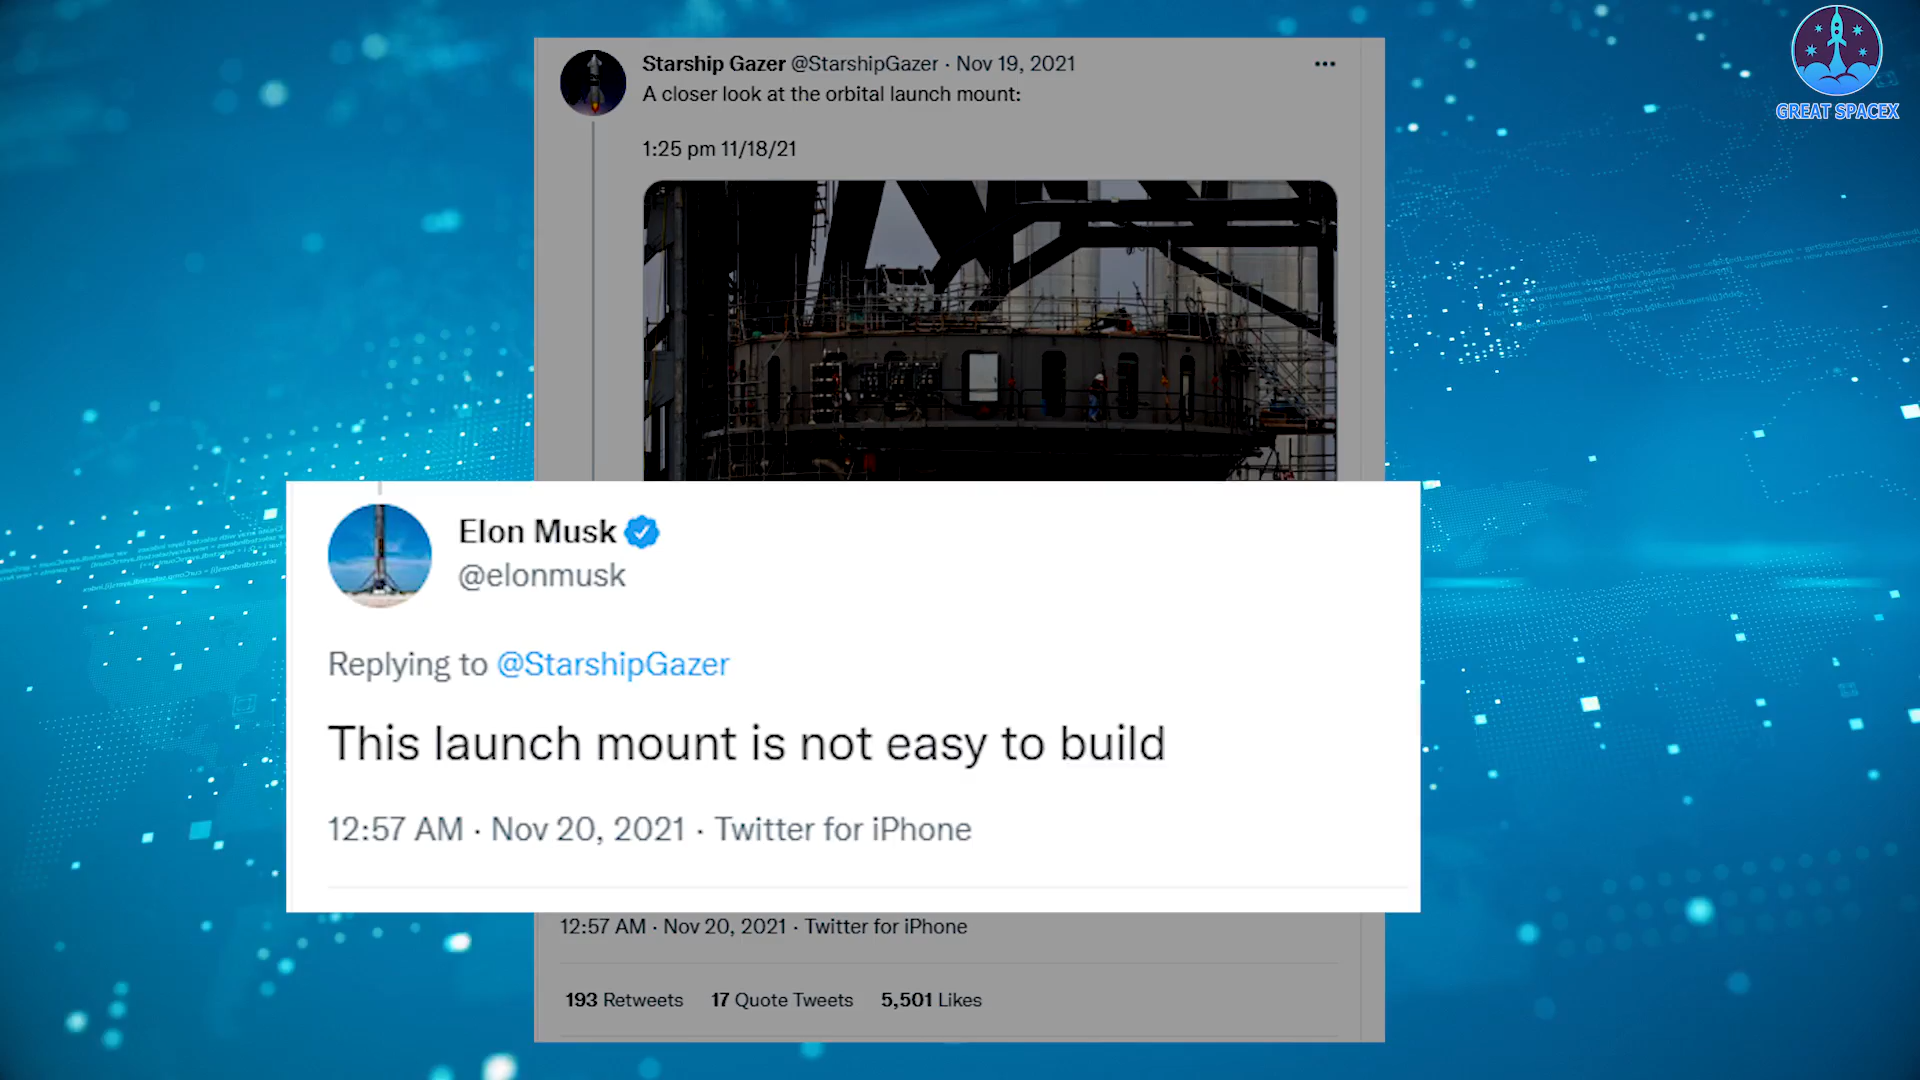 GREAT SPACEX
Starship Gazer @StarshipGazer · Nov 19, 2021
A closer look at the orbital launch mount:
1:25 pm 11/18/21
Elon Musk
@elonmusk
Replying to @StarshipGazer
This launch mount is not easy to build
12:57 AM · Nov 20, 2021 · Twitter for iPhone
12:57 AM · Nov 20, 2021 · Twitter for iPhone
193 Retweets 17 Quote Tweets 5,501 Likes